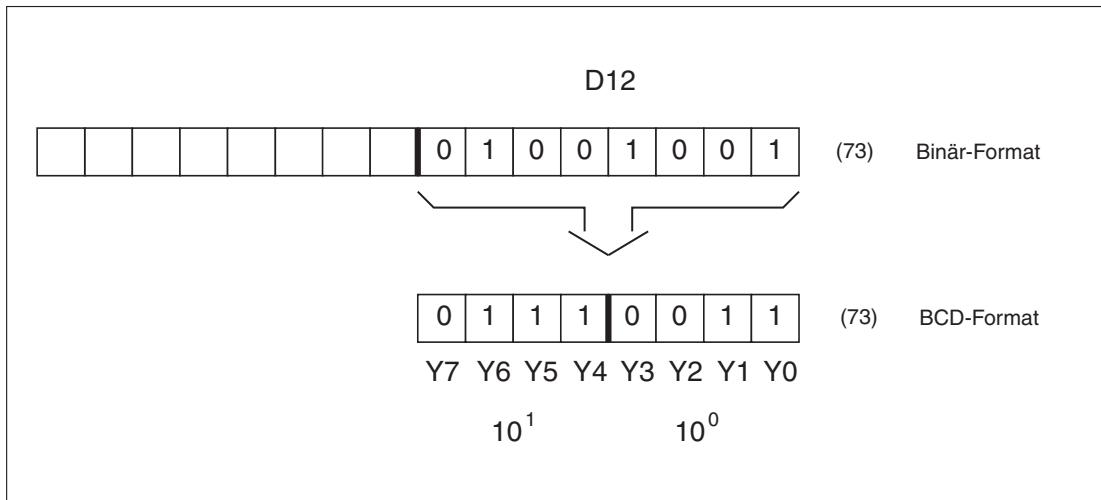 D12
0 1 0 0 1 0 0 1 (73) Binär-Format
0 1 1 1 0 0 1 1 (73) BCD-Format
Y7 Y6 Y5 Y4 Y3 Y2 Y1 Y0
10¹ 10⁰